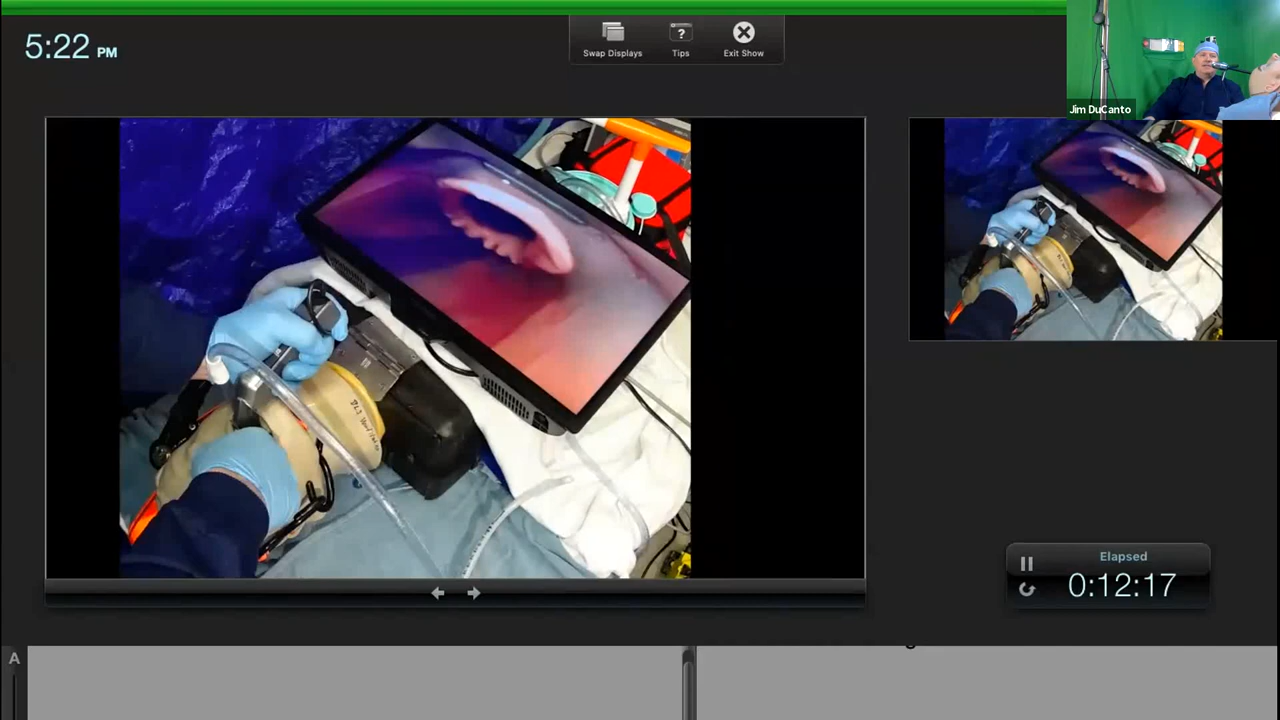 5:22 PM
Swap Displays
Tips
Exit Show
Jim DuCanto
Elapsed
0:12:17
A